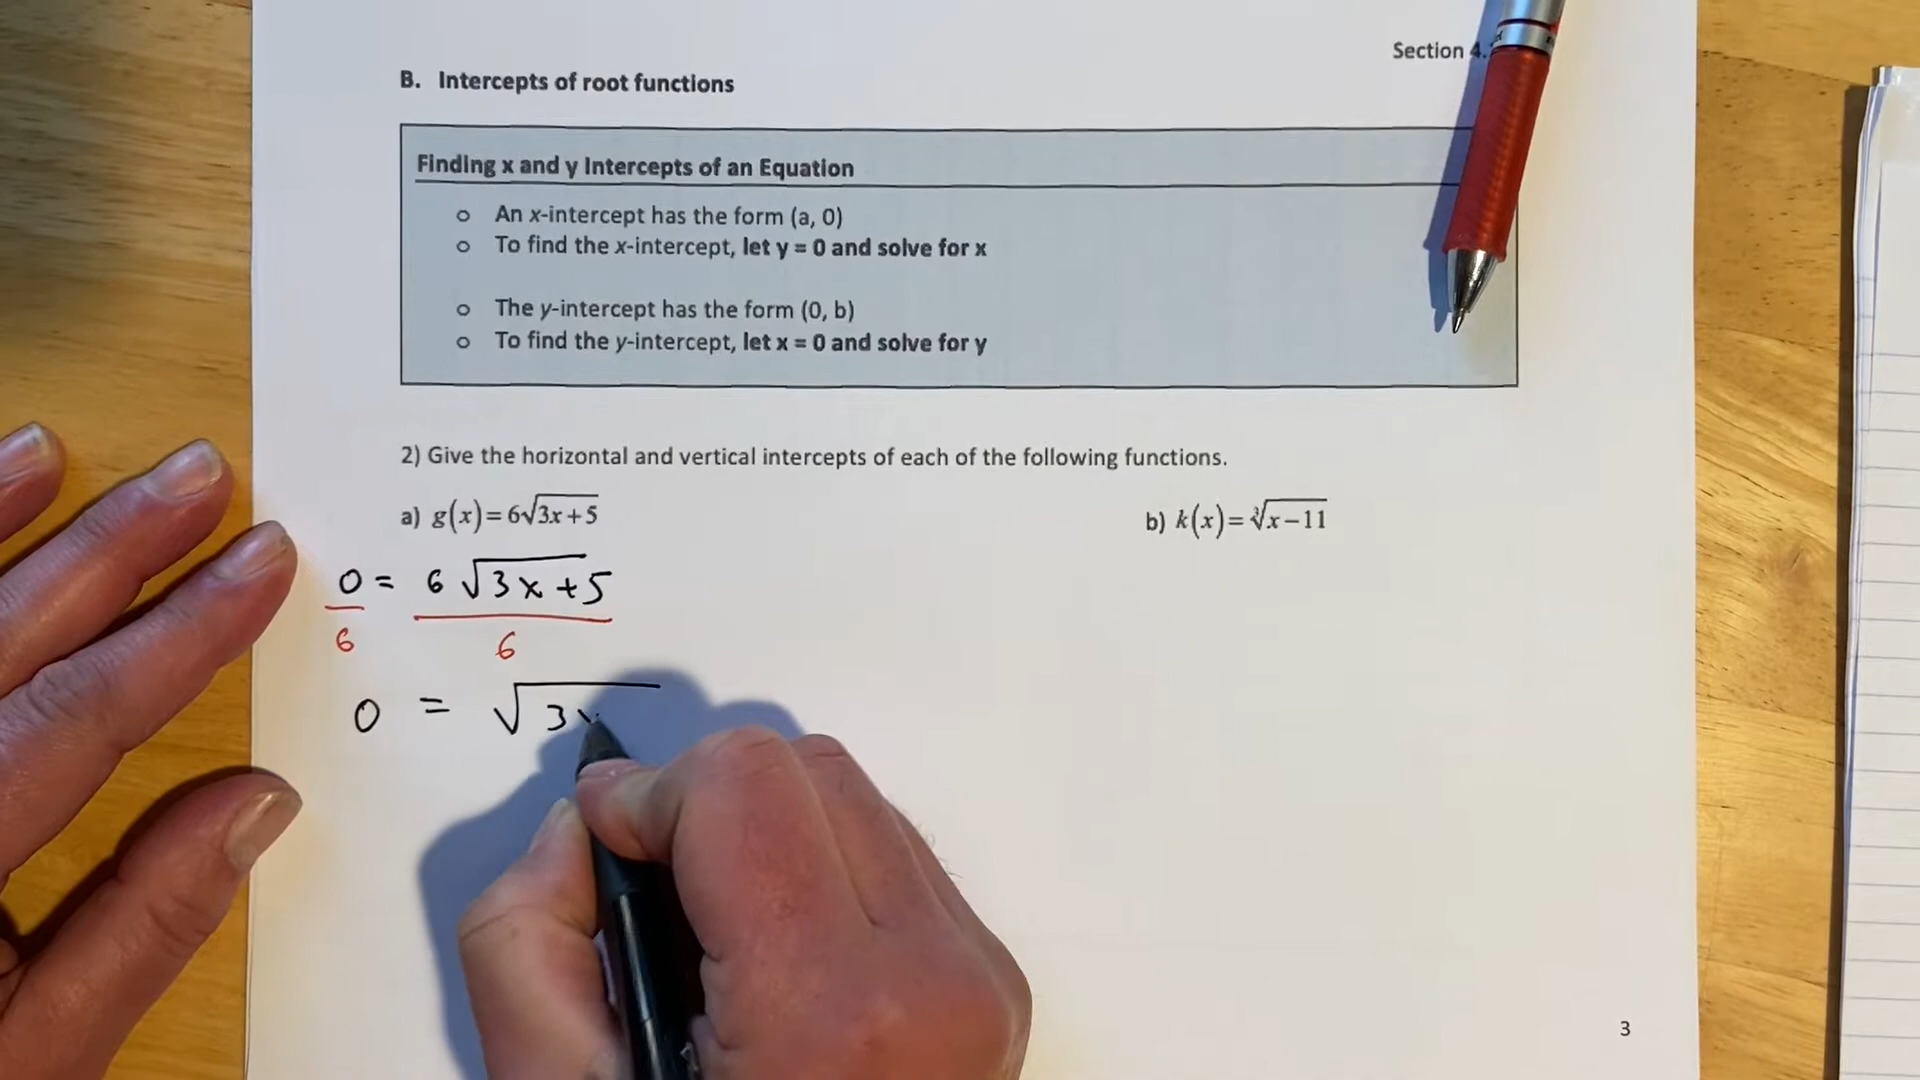 Section 4.
B. Intercepts of root functions
Finding x and y Intercepts of an Equation
o An x-intercept has the form (a, 0)
o To find the x-intercept, let y = 0 and solve for x
o The y-intercept has the form (0, b)
o To find the y-intercept, let x = 0 and solve for y
2) Give the horizontal and vertical intercepts of each of the following functions.
a) g(x)=6√3x+5
b) k(x)=∛x−11
0 = 6 √3x+5
6 6
0 = √3x
3